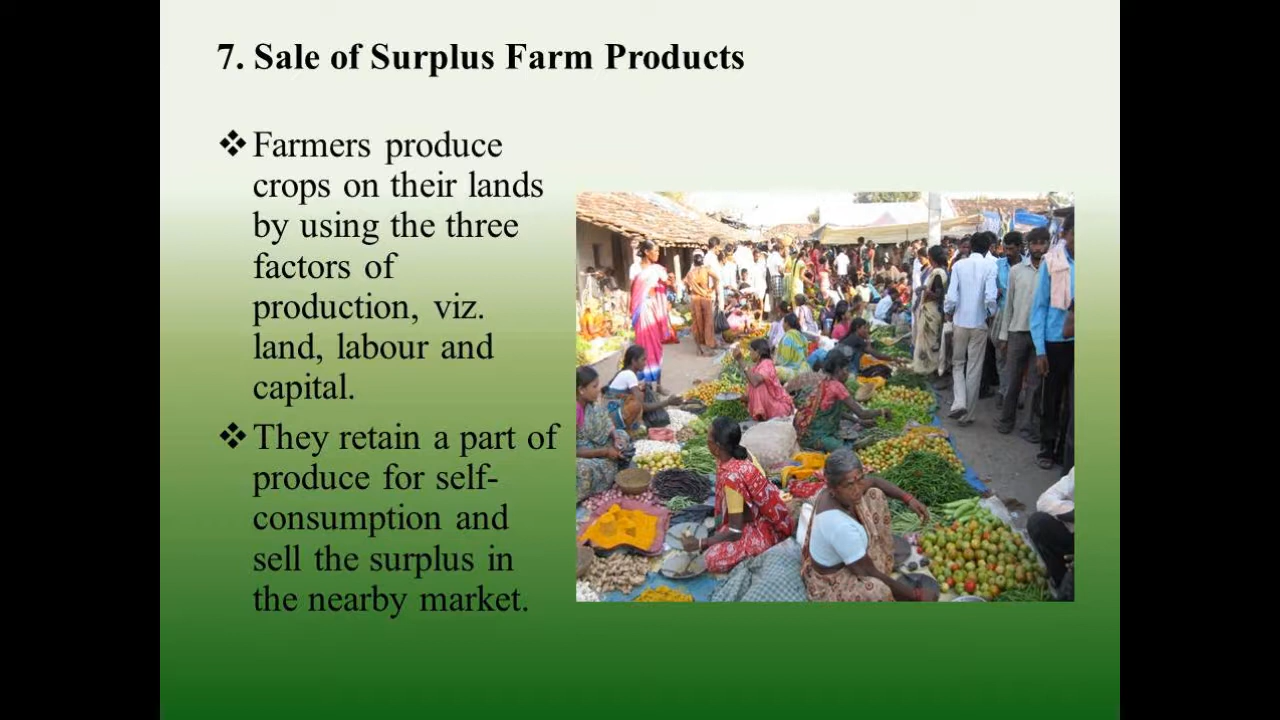 7. Sale of Surplus Farm Products
❖ Farmers produce
crops on their lands
by using the three
factors of
production, viz.
land, labour and
capital.
❖ They retain a part of
produce for self-
consumption and
sell the surplus in
the nearby market.